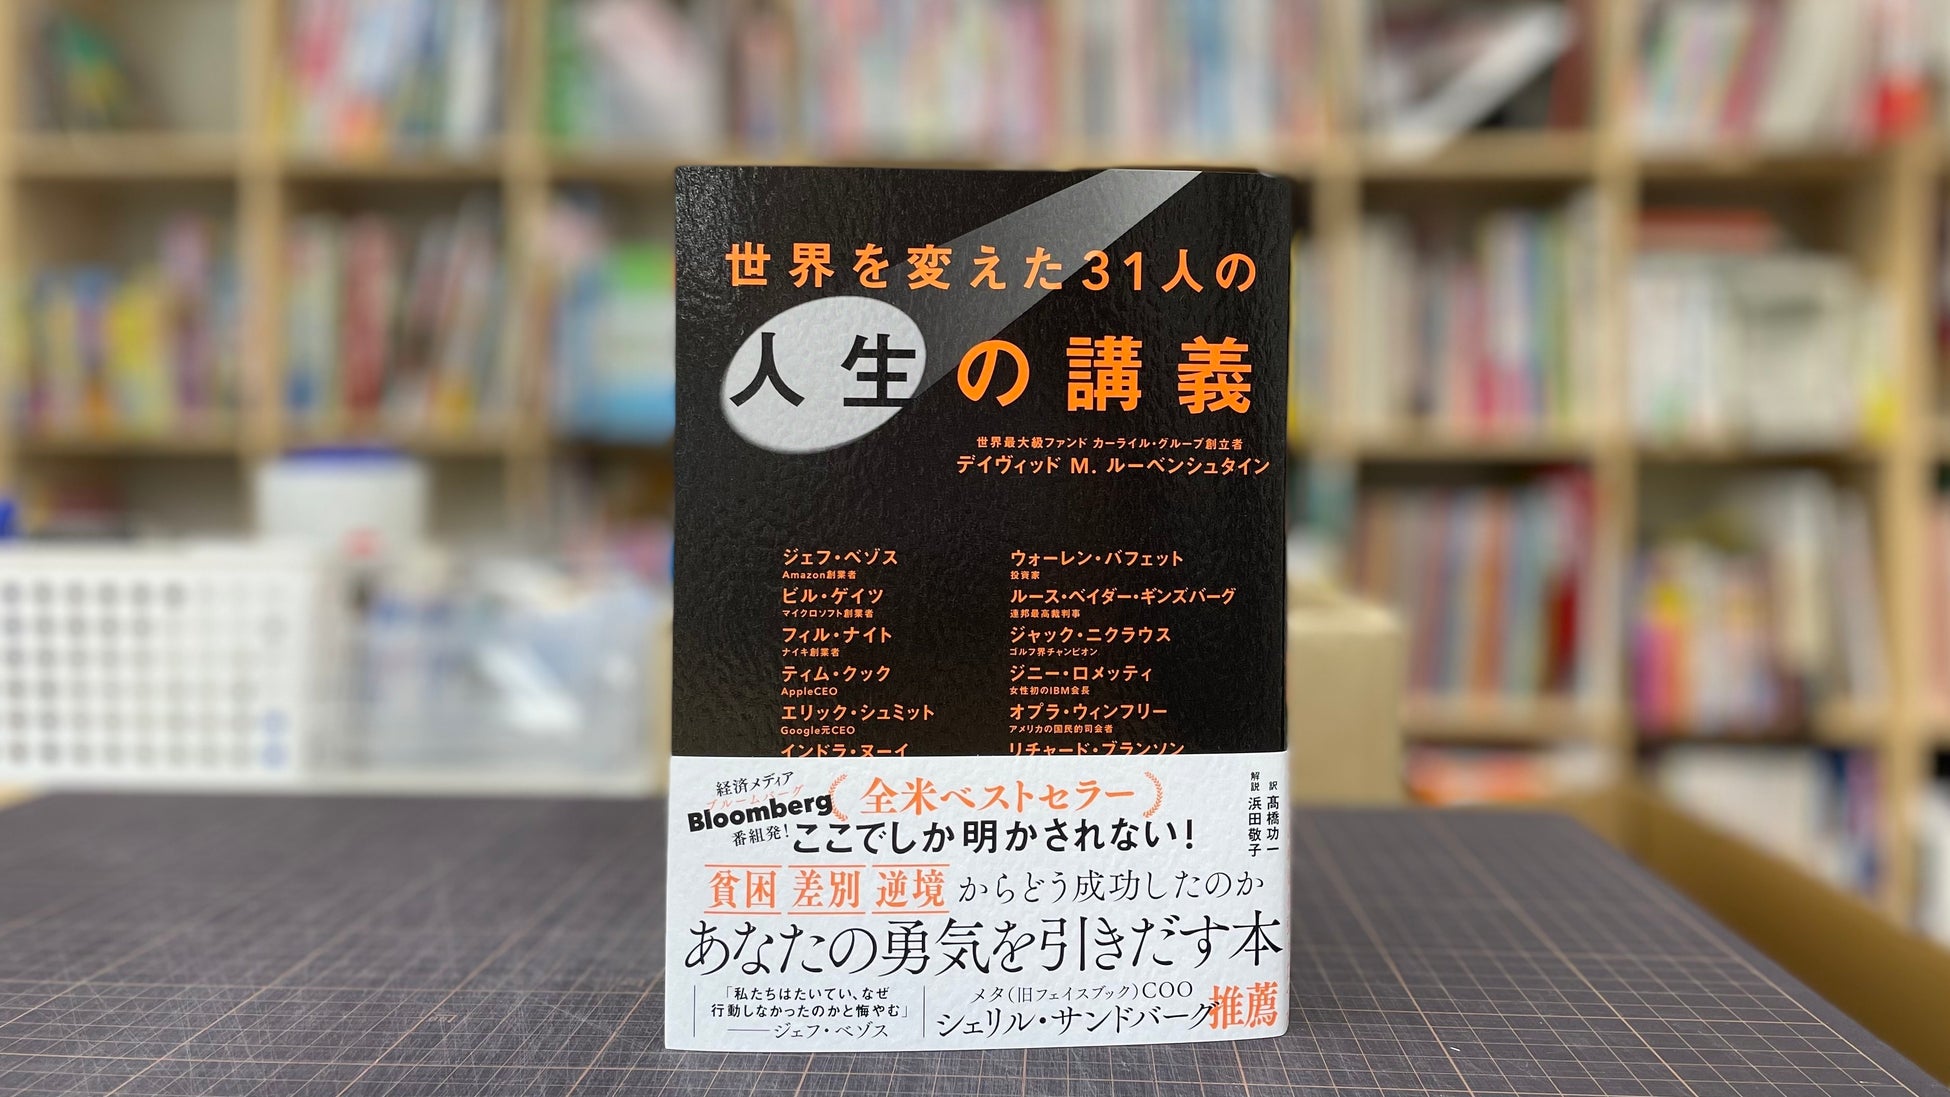 世界を変えた31人の
人生の講義
世界最大級ファンド カーライル・グループ創立者
デイヴィッド M. ルーベンシュタイン
ジェフ・ベゾス
Amazon創業者
ビル・ゲイツ
マイクロソフト創業者
フィル・ナイト
ナイキ創業者
ティム・クック
AppleCEO
エリック・シュミット
Google元CEO
インドラ・ヌーイ
ウォーレン・バフェット
投資家
ルース・ベイダー・ギンズバーグ
連邦最高裁判事
ジャック・ニクラウス
ゴルフ界チャンピオン
ジニー・ロメッティ
女性初のIBM会長
オプラ・ウィンフリー
アメリカの国民的司会者
リチャード・ブランソン
経済メディア
ブルームバーグ
Bloomberg
番組発!
全米ベストセラー
ここでしか明かされない!
訳 髙橋功一
解説 浜田敬子
貧困 差別 逆境 からどう成功したのか
あなたの勇気を引きだす本
「私たちはたいてい、なぜ
行動しなかったのかと悔やむ」
——ジェフ・ベゾス
メタ(旧フェイスブック)COO
シェリル・サンドバーグ推薦